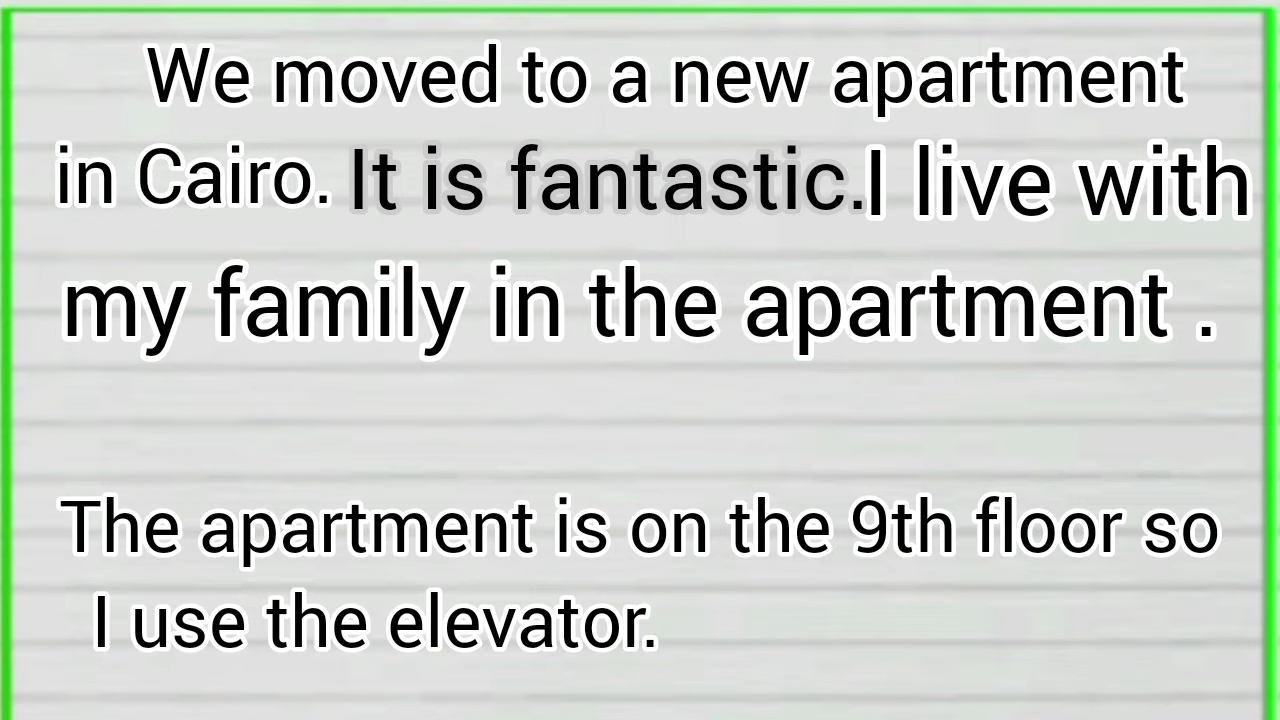 We moved to a new apartment
in Cairo. It is fantastic.I live with
my family in the apartment .
The apartment is on the 9th floor so
I use the elevator.